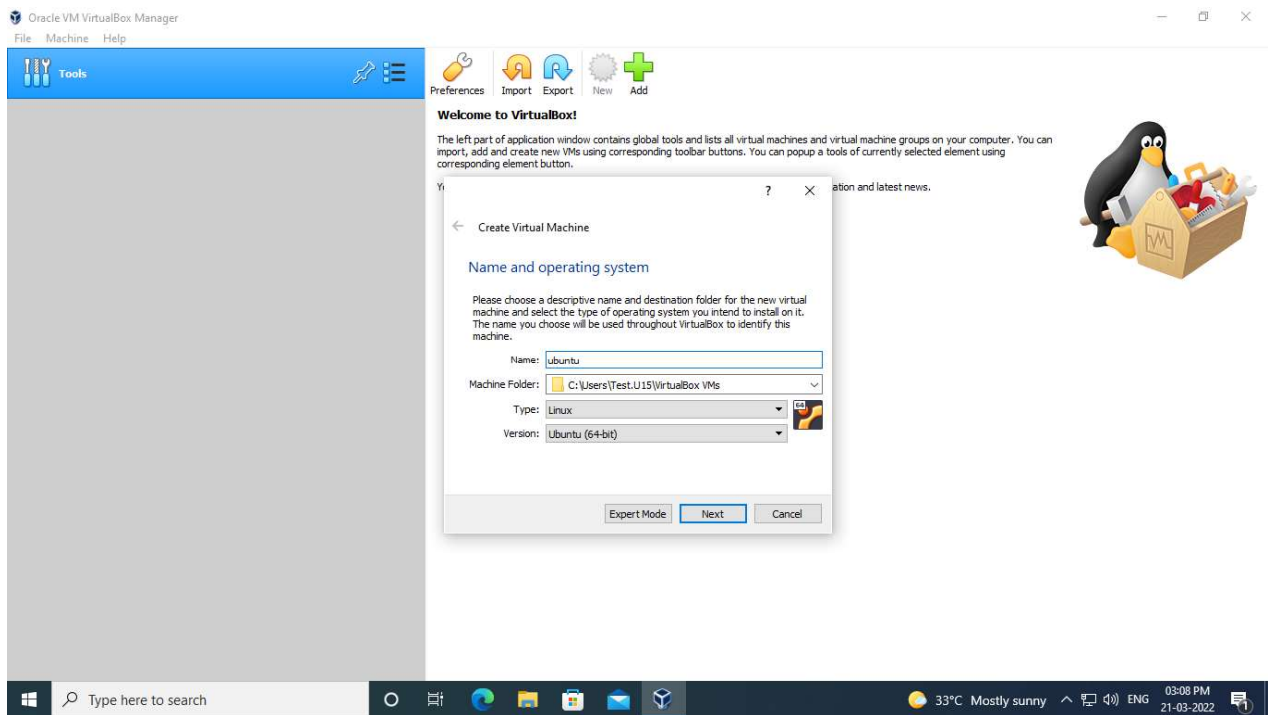 Oracle VM VirtualBox Manager
File Machine Help
Tools
Preferences Import Export New Add
Welcome to VirtualBox!
The left part of application window contains global tools and lists all virtual machines and virtual machine groups on your computer. You can
import, add and create new VMs using corresponding toolbar buttons. You can popup a tools of currently selected element using
corresponding element button.
ation and latest news.
?
Create Virtual Machine
Name and operating system
Please choose a descriptive name and destination folder for the new virtual
machine and select the type of operating system you intend to install on it.
The name you choose will be used throughout VirtualBox to identify this
machine.
Name: ubuntu
Machine Folder: C:\Users\Test.U15\VirtualBox VMs
Type: Linux
64
Version: Ubuntu (64-bit)
Expert Mode Next Cancel
Type here to search
33°C Mostly sunny ENG
03:08 PM
21-03-2022
1